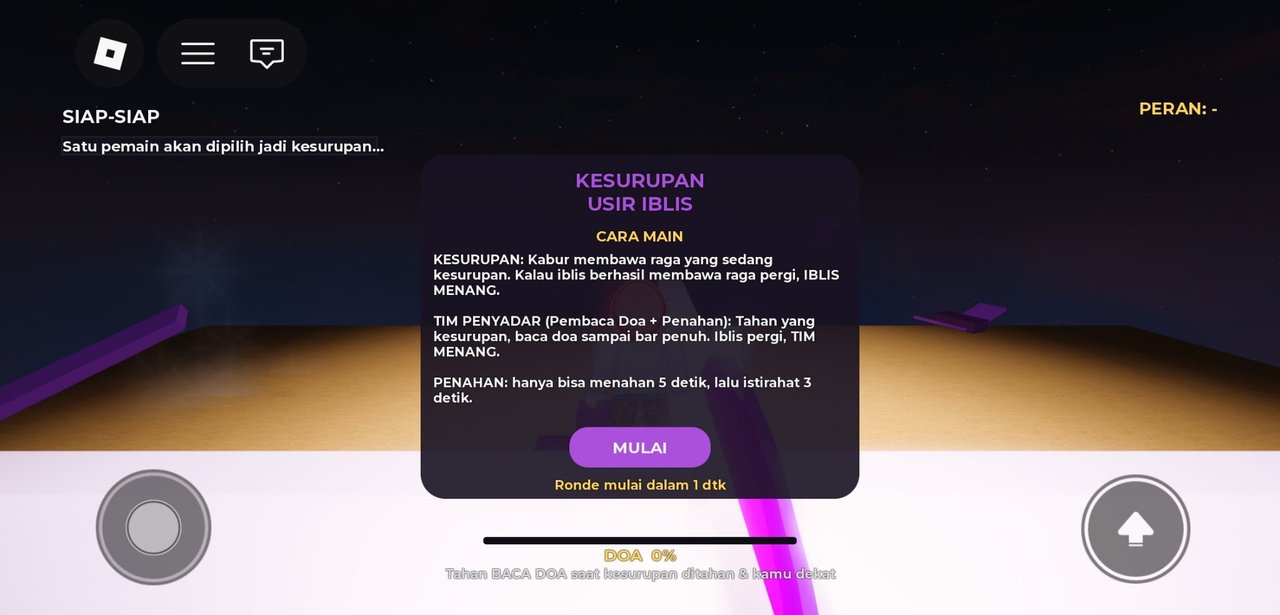 SIAP-SIAP
Satu pemain akan dipilih jadi kesurupan...
PERAN: -
KESURUPAN
USIR IBLIS
CARA MAIN
KESURUPAN: Kabur membawa raga yang sedang
kesurupan. Kalau iblis berhasil membawa raga pergi, IBLIS
MENANG.
TIM PENYADAR (Pembaca Doa + Penahan): Tahan yang
kesurupan, baca doa sampai bar penuh. Iblis pergi, TIM
MENANG.
PENAHAN: hanya bisa menahan 5 detik, lalu istirahat 3
detik.
MULAI
Ronde mulai dalam 1 dtk
DOA 0%
Tahan BACA DOA saat kesurupan ditahan & kamu dekat